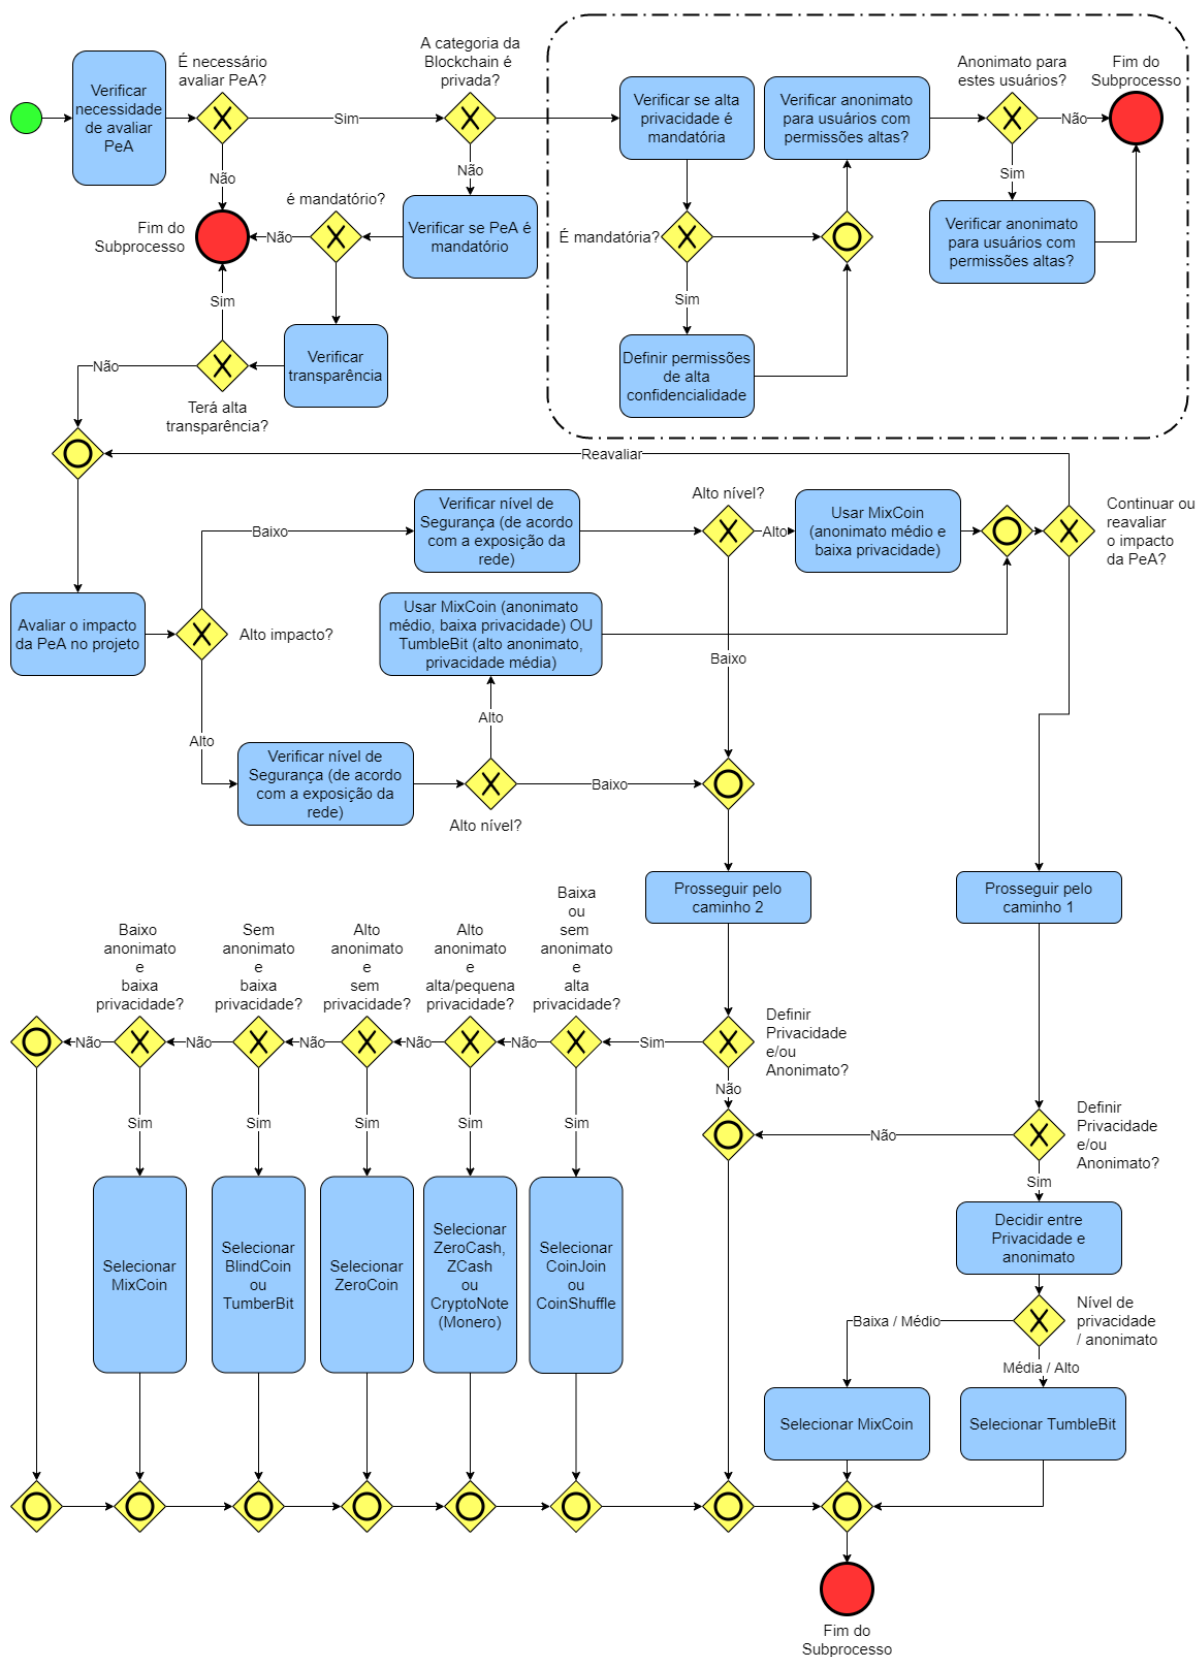 Verificar
necessidade
de avaliar
PeA
É necessário
avaliar PeA?
Sim
Não
A categoria da
Blockchain é
privada?
Não
Verificar se PeA é
mandatório
é mandatório?
Não
Fim do
Subprocesso
Sim
Verificar
transparência
Terá alta
transparência?
Não
Verificar se alta
privacidade é
mandatória
É mandatória?
Sim
Definir permissões
de alta
confidencialidade
Verificar anonimato
para usuários com
permissões altas?
Anonimato para
estes usuários?
Não
Fim do
Subprocesso
Sim
Verificar anonimato
para usuários com
permissões altas?
Reavaliar
Avaliar o impacto
da PeA no projeto
Alto impacto?
Baixo
Verificar nível de
Segurança (de acordo
com a exposição da
rede)
Alto nível?
Alto
Usar MixCoin
(anonimato médio e
baixa privacidade)
Continuar ou
reavaliar
o impacto
da PeA?
Usar MixCoin (anonimato
médio, baixa privacidade) OU
TumbleBit (alto anonimato,
privacidade média)
Baixo
Alto
Alto
Verificar nível de
Segurança (de acordo
com a exposição da
rede)
Alto nível?
Baixo
Prosseguir pelo
caminho 2
Prosseguir pelo
caminho 1
Baixo
anonimato
e
baixa
privacidade?
Sem
anonimato
e
baixa
privacidade?
Alto
anonimato
e
sem
privacidade?
Alto
anonimato
e
alta/pequena
privacidade?
Baixa
ou
sem
anonimato
e
alta
privacidade?
Não
Não
Não
Não
Não
Sim
Definir
Privacidade
e/ou
Anonimato?
Não
Sim
Sim
Sim
Sim
Sim
Não
Definir
Privacidade
e/ou
Anonimato?
Sim
Selecionar
MixCoin
Selecionar
BlindCoin
ou
TumberBit
Selecionar
ZeroCoin
Selecionar
ZeroCash,
ZCash
ou
CryptoNote
(Monero)
Selecionar
CoinJoin
ou
CoinShuffle
Decidir entre
Privacidade e
anonimato
Nível de
privacidade
/ anonimato
Baixa / Médio
Média / Alto
Selecionar MixCoin
Selecionar TumbleBit
Fim do
Subprocesso